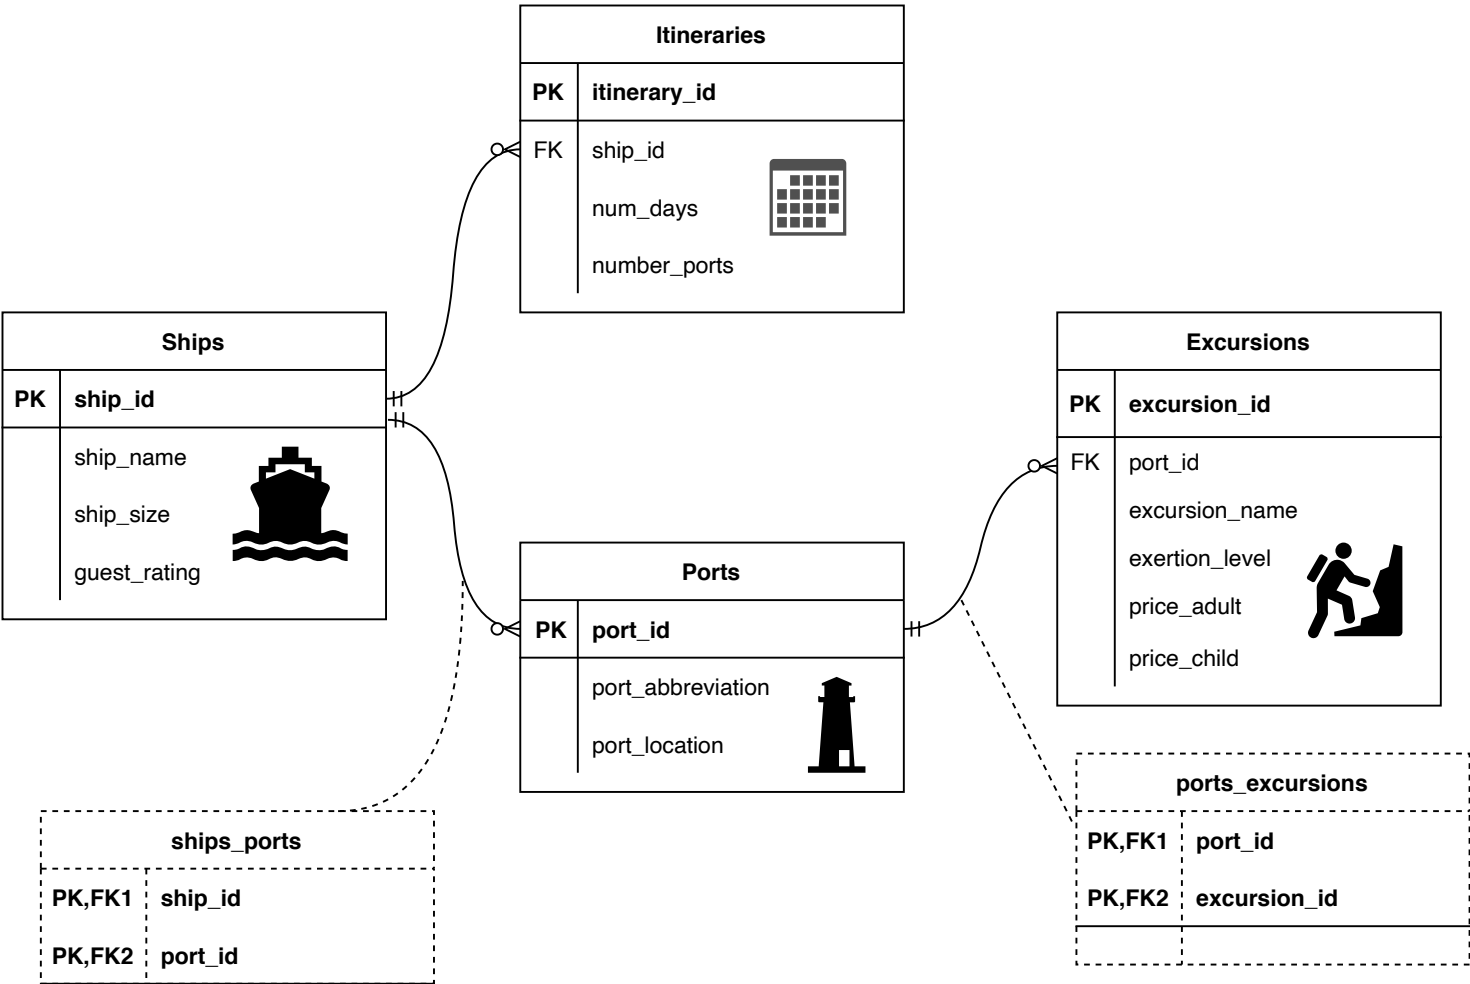 Itineraries
PK itinerary_id
FK ship_id
num_days
number_ports
Ships
PK ship_id
ship_name
ship_size
guest_rating
Excursions
PK excursion_id
FK port_id
excursion_name
exertion_level
price_adult
price_child
Ports
PK port_id
port_abbreviation
port_location
ships_ports
PK,FK1 ship_id
PK,FK2 port_id
ports_excursions
PK,FK1 port_id
PK,FK2 excursion_id